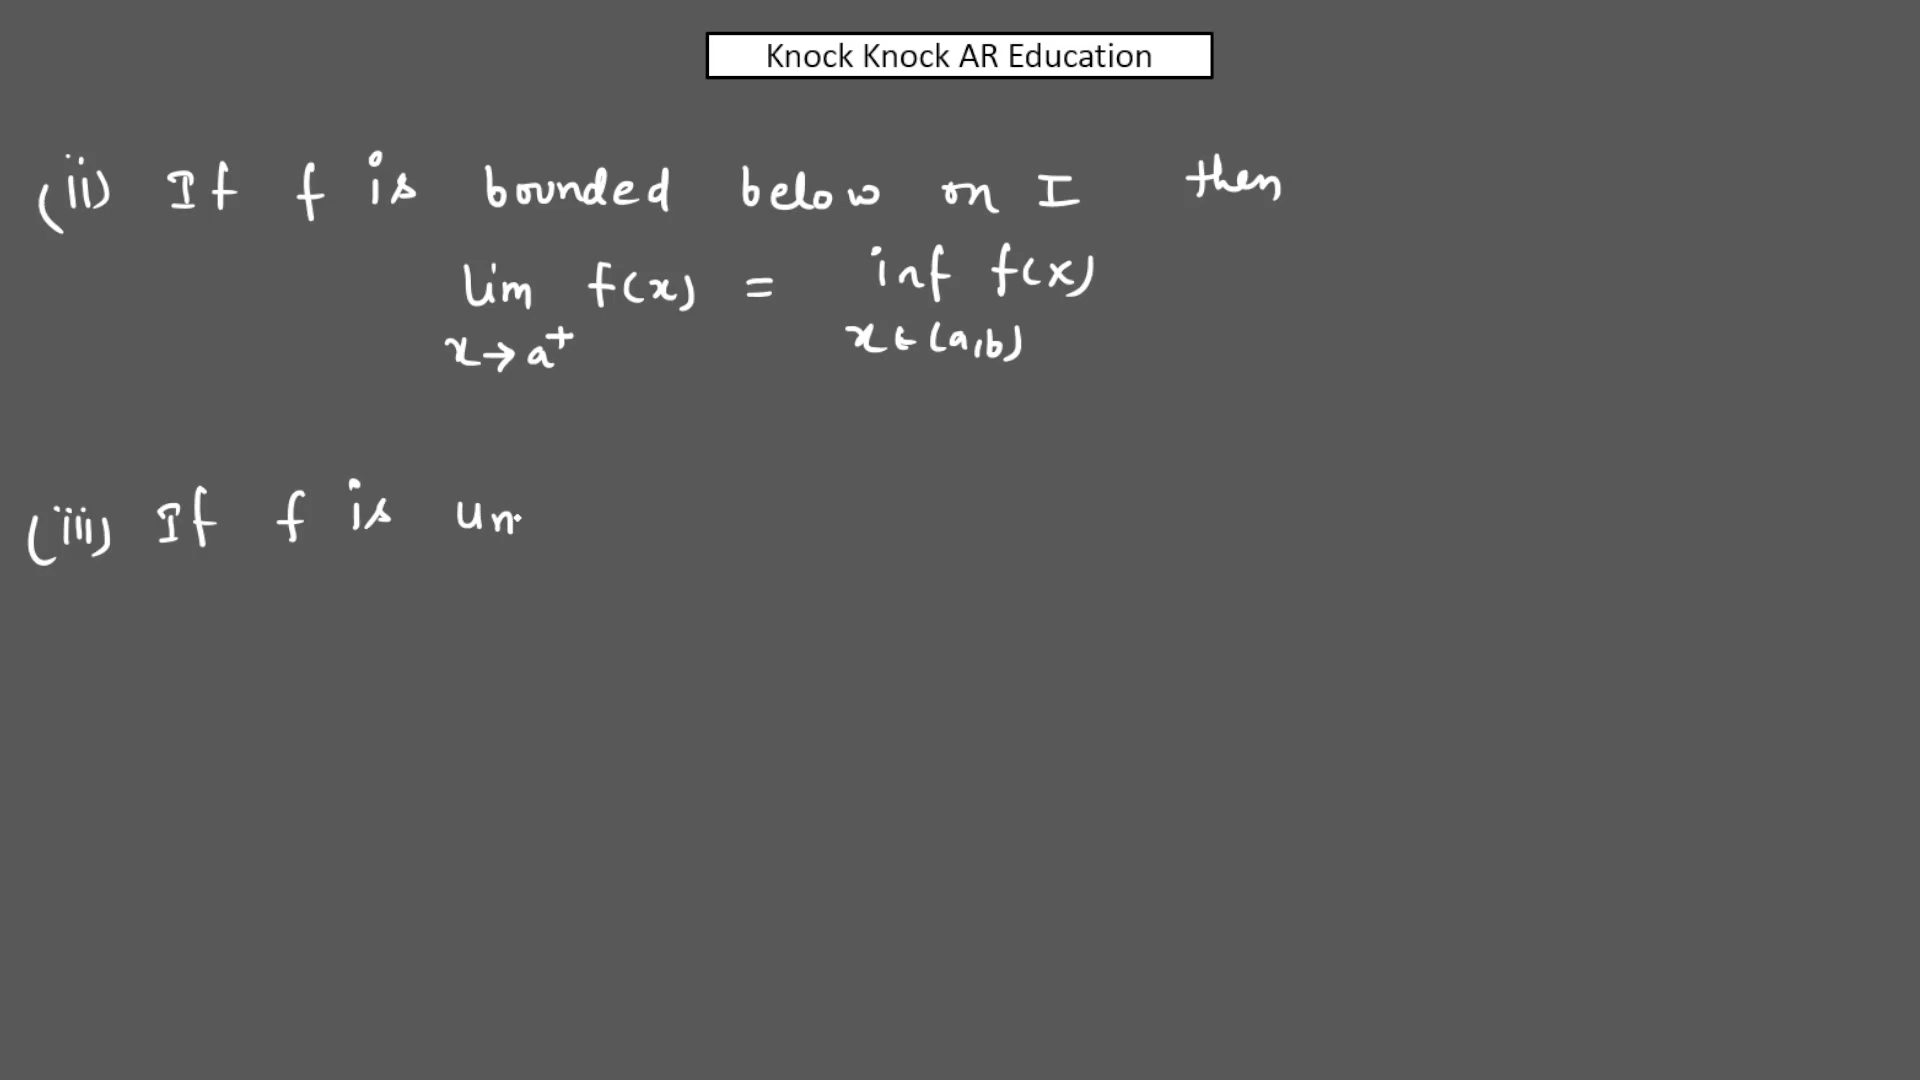 Knock Knock AR Education
(ii) If f is bounded below on I then
lim f(x) = inf f(x)
x→a⁺ x∈(a,b)
(iii) If f is un